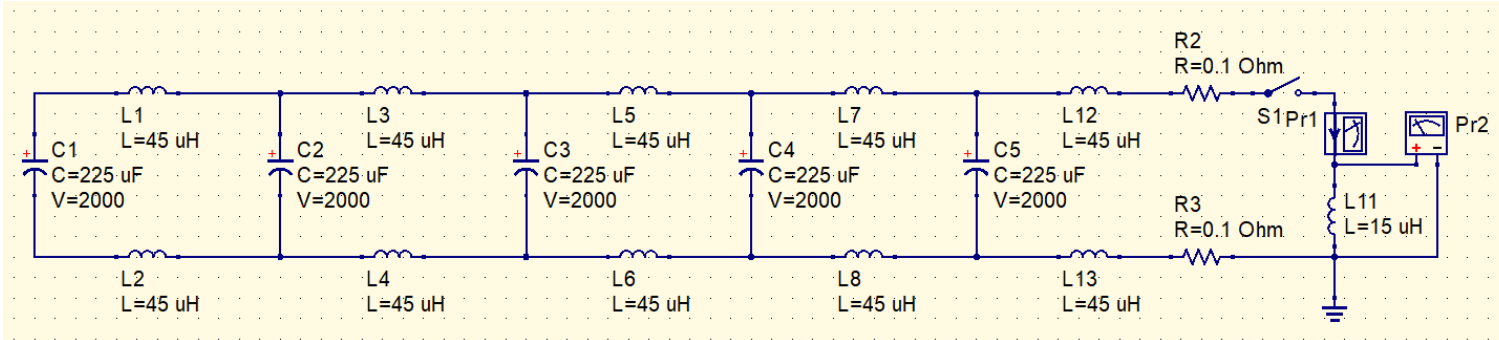 R2
R=0.1 Ohm
L1
L=45 uH
L3
L=45 uH
L5
L=45 uH
L7
L=45 uH
L12
L=45 uH
S1
Pr1
Pr2
+
C1
C=225 uF
V=2000
+
C2
C=225 uF
V=2000
+
C3
C=225 uF
V=2000
+
C4
C=225 uF
V=2000
+
C5
C=225 uF
V=2000
+ −
L11
L=15 uH
R3
R=0.1 Ohm
L2
L=45 uH
L4
L=45 uH
L6
L=45 uH
L8
L=45 uH
L13
L=45 uH